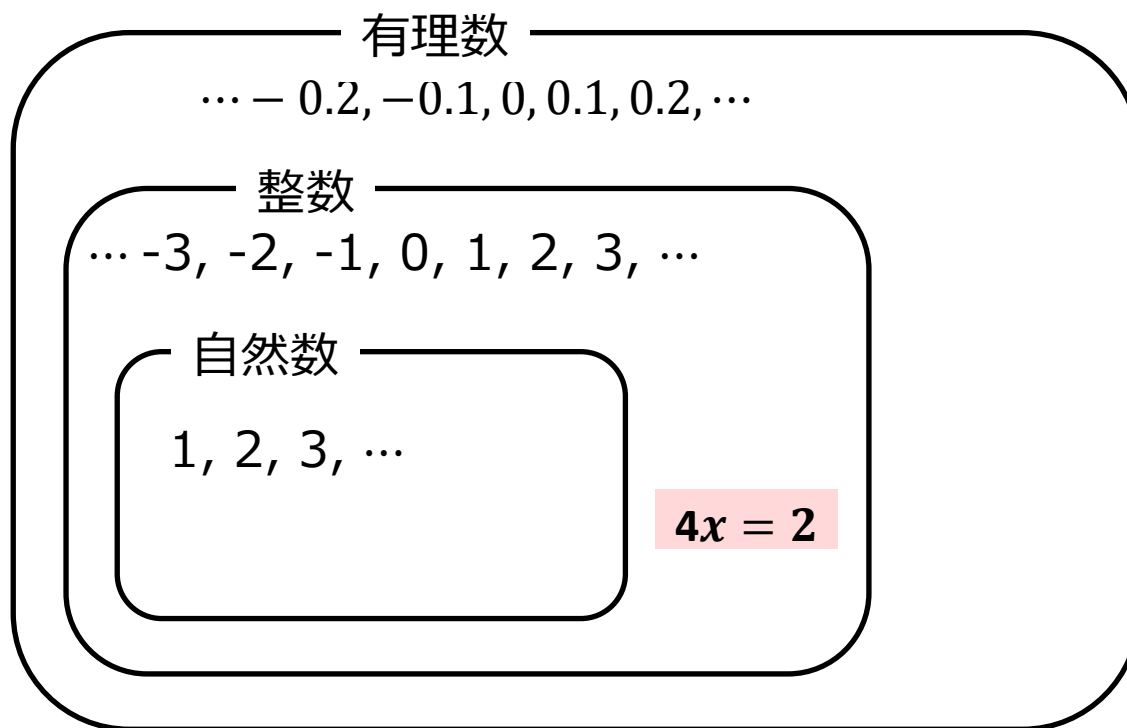 有理数
⋯ − 0.2, −0.1, 0, 0.1, 0.2, ⋯
整数
⋯ -3, -2, -1, 0, 1, 2, 3, ⋯
自然数
1, 2, 3, ⋯
4x = 2